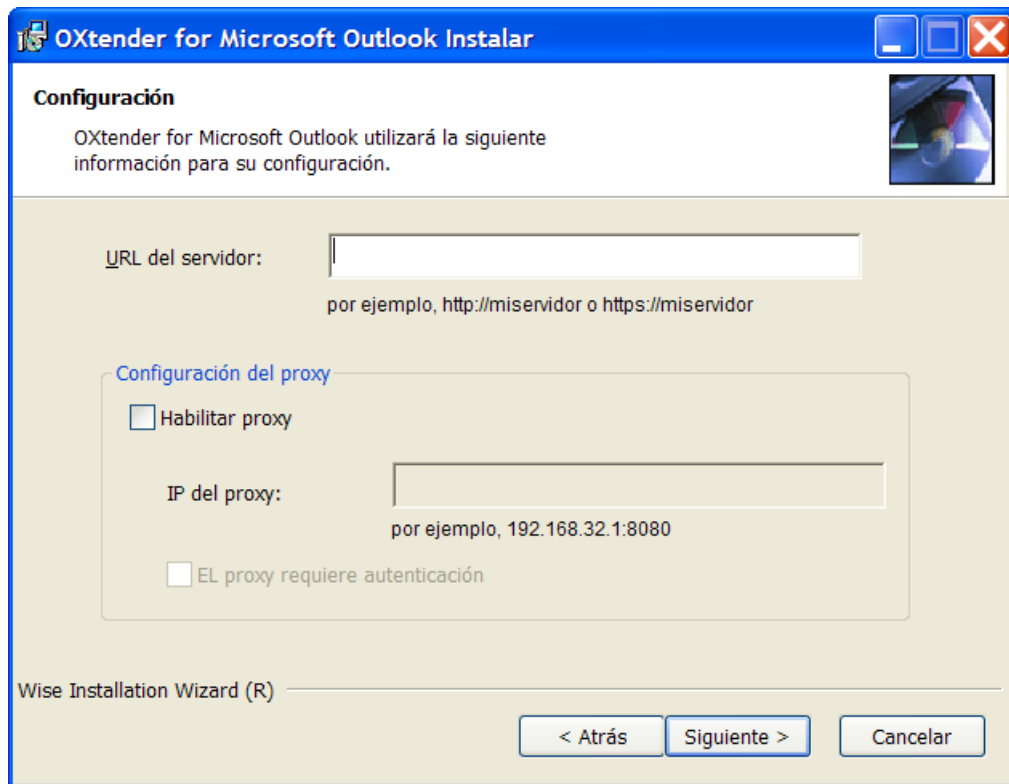 OXtender for Microsoft Outlook Instalar
Configuración
OXtender for Microsoft Outlook utilizará la siguiente
información para su configuración.
URL del servidor:
por ejemplo, http://miservidor o https://miservidor
Configuración del proxy
Habilitar proxy
IP del proxy:
por ejemplo, 192.168.32.1:8080
EL proxy requiere autenticación
Wise Installation Wizard (R)
< Atrás Siguiente > Cancelar